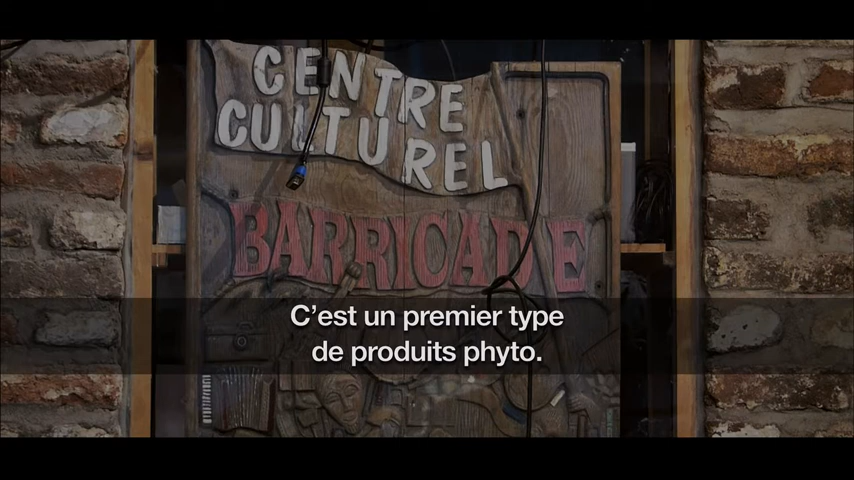 CENTRE
CULTUREL
BARRICADE
C’est un premier type
de produits phyto.